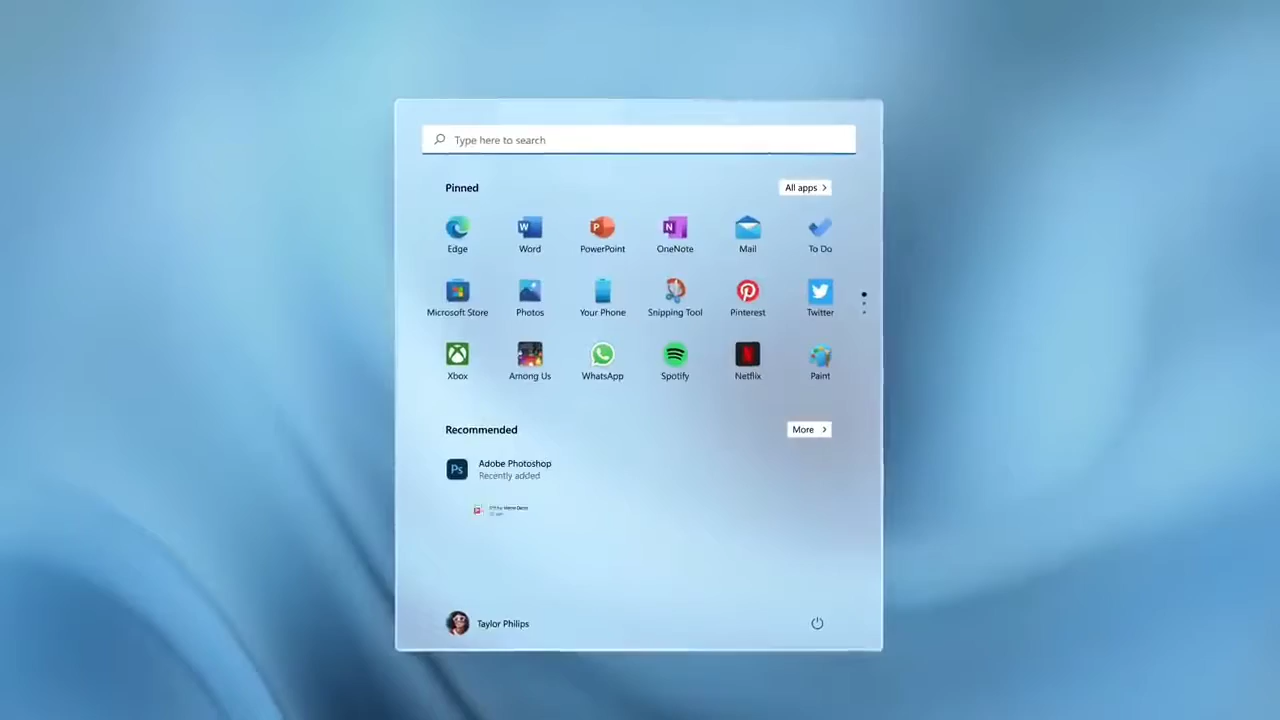 Type here to search
Pinned
All apps
Edge
Word
PowerPoint
OneNote
Mail
To Do
Microsoft Store
Photos
Your Phone
Snipping Tool
Pinterest
Twitter
Xbox
Among Us
WhatsApp
Spotify
Netflix
Paint
Recommended
More
Ps
Adobe Photoshop
Recently added
Taylor Philips